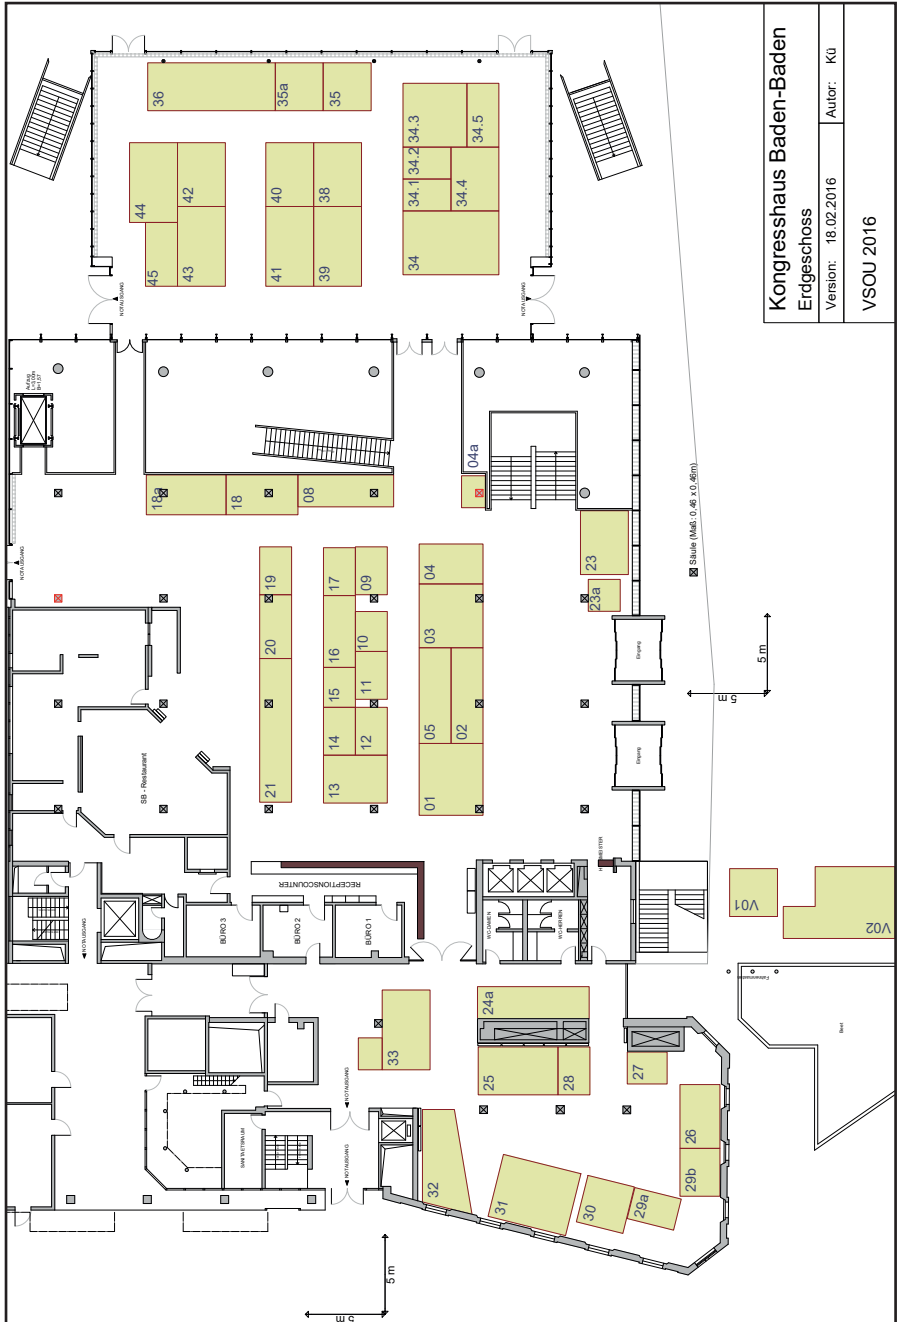 Kongresshaus Baden-Baden
Erdgeschoss
Version: 18.02.2016
Autor: Kü
VSOU 2016
36
35a
35
34.3
34.5
34.2
34.1
34.4
34
44
42
45
43
40
38
41
39
NOTAUSGANG
NOTAUSGANG
Aufzug
04a
18a
18
08
Säule (Maß: 0,46 x 0,46m)
NOTAUSGANG
19
17
09
04
23
23a
20
16
10
03
15
11
14
12
05
02
21
13
01
5 m
5 m
Eingang
Eingang
SB - Restaurant
RECEPTIONSCOUNTER
BÜRO 3
BÜRO 2
BÜRO 1
WC-DAMEN
WC-HERREN
NOTAUSGANG
V01
V02
Fahnenmasten
Beet
24a
33
25
28
27
NOTAUSGANG
SANITAETSRAUM
NOTAUSGANG
26
29b
32
31
30
29a
5 m
5 m